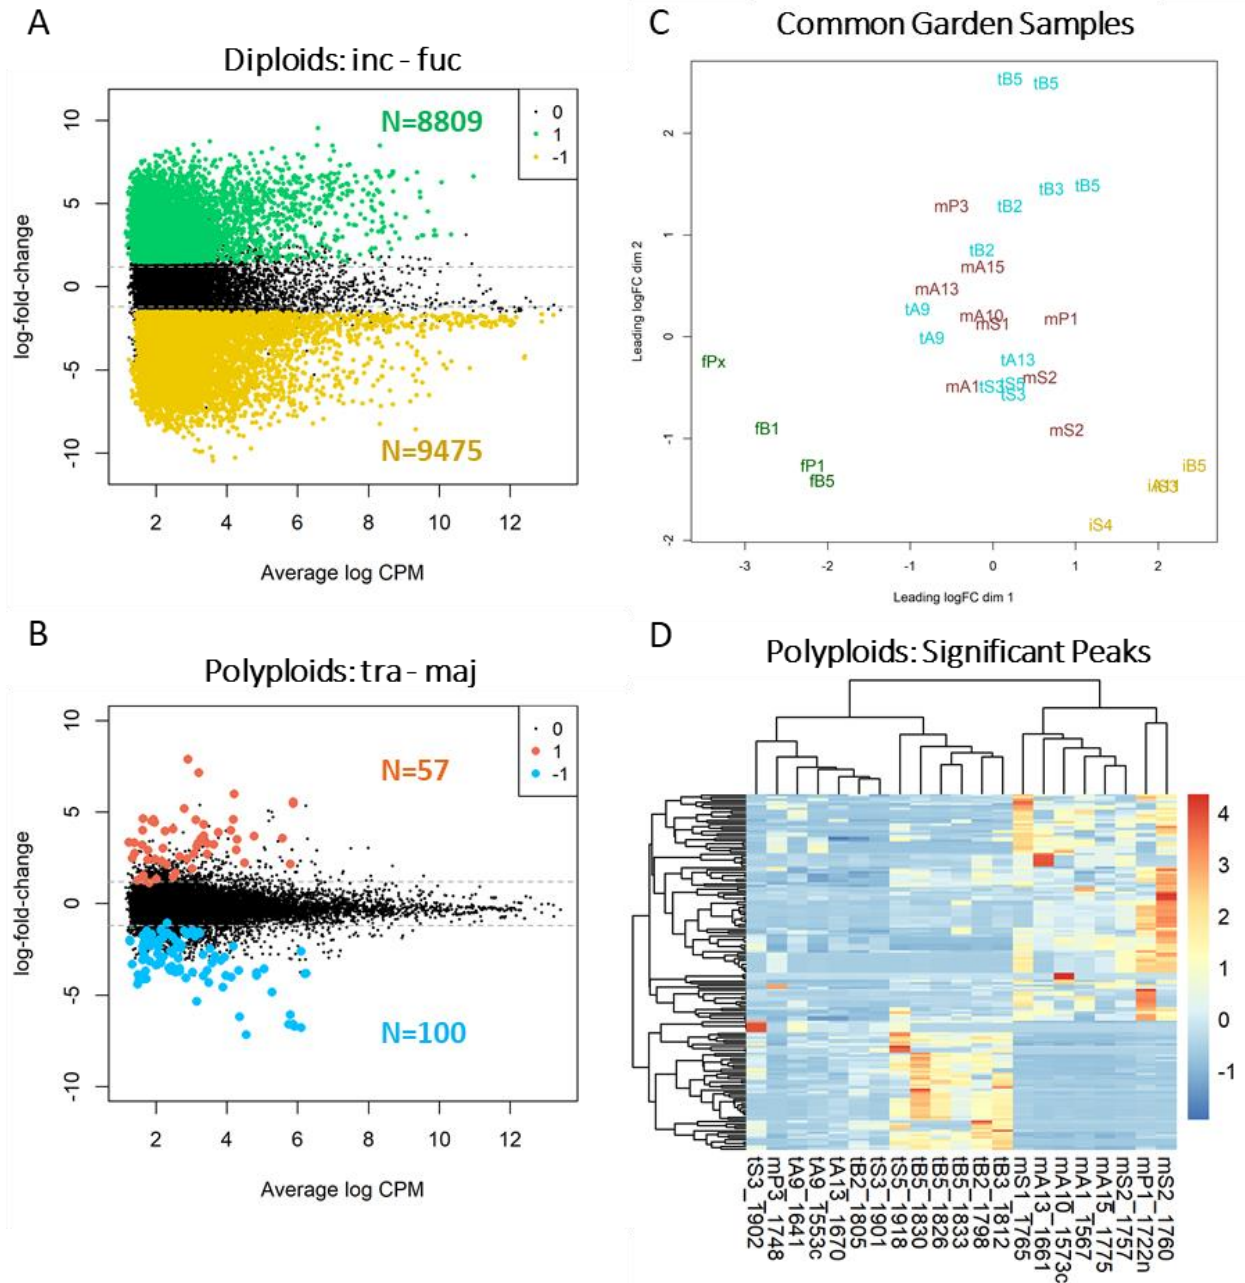 A
Diploids: inc - fuc
N=8809
0
1
-1
10
5
0
-5
-10
log-fold-change
N=9475
2 4 6 8 10 12
Average log CPM
C
Common Garden Samples
tB5 tB5
tB3 tB5
mP3 tB2
tB2
mA15
mA13
tA9 mA10 mP1
mS1
tA9
tA13
fPx
mS2
mA1 tS3 tS5
tS3
fB1 mS2
fP1 iB5
fB5 iA11 iS3
iS4
2
1
0
-1
-2
Leading logFC dim 2
-3 -2 -1 0 1 2
Leading logFC dim 1
B
Polyploids: tra - maj
N=57
0
1
-1
10
5
0
-5
-10
log-fold-change
N=100
2 4 6 8 10 12
Average log CPM
D
Polyploids: Significant Peaks
4
3
2
1
0
-1
tS3_1902
mP3_1748
tA9_1641
tA9_1553c
tA13_1670
tB2_1805
tS3_1901
tS5_1918
tB5_1830
tB5_1826
tB5_1833
tB2_1798
tB3_1812
mS1_1765
mA13_1661
mA10_1573c
mA1_1567
mA15_1775
mS2_1757
mP1_1722n
mS2_1760